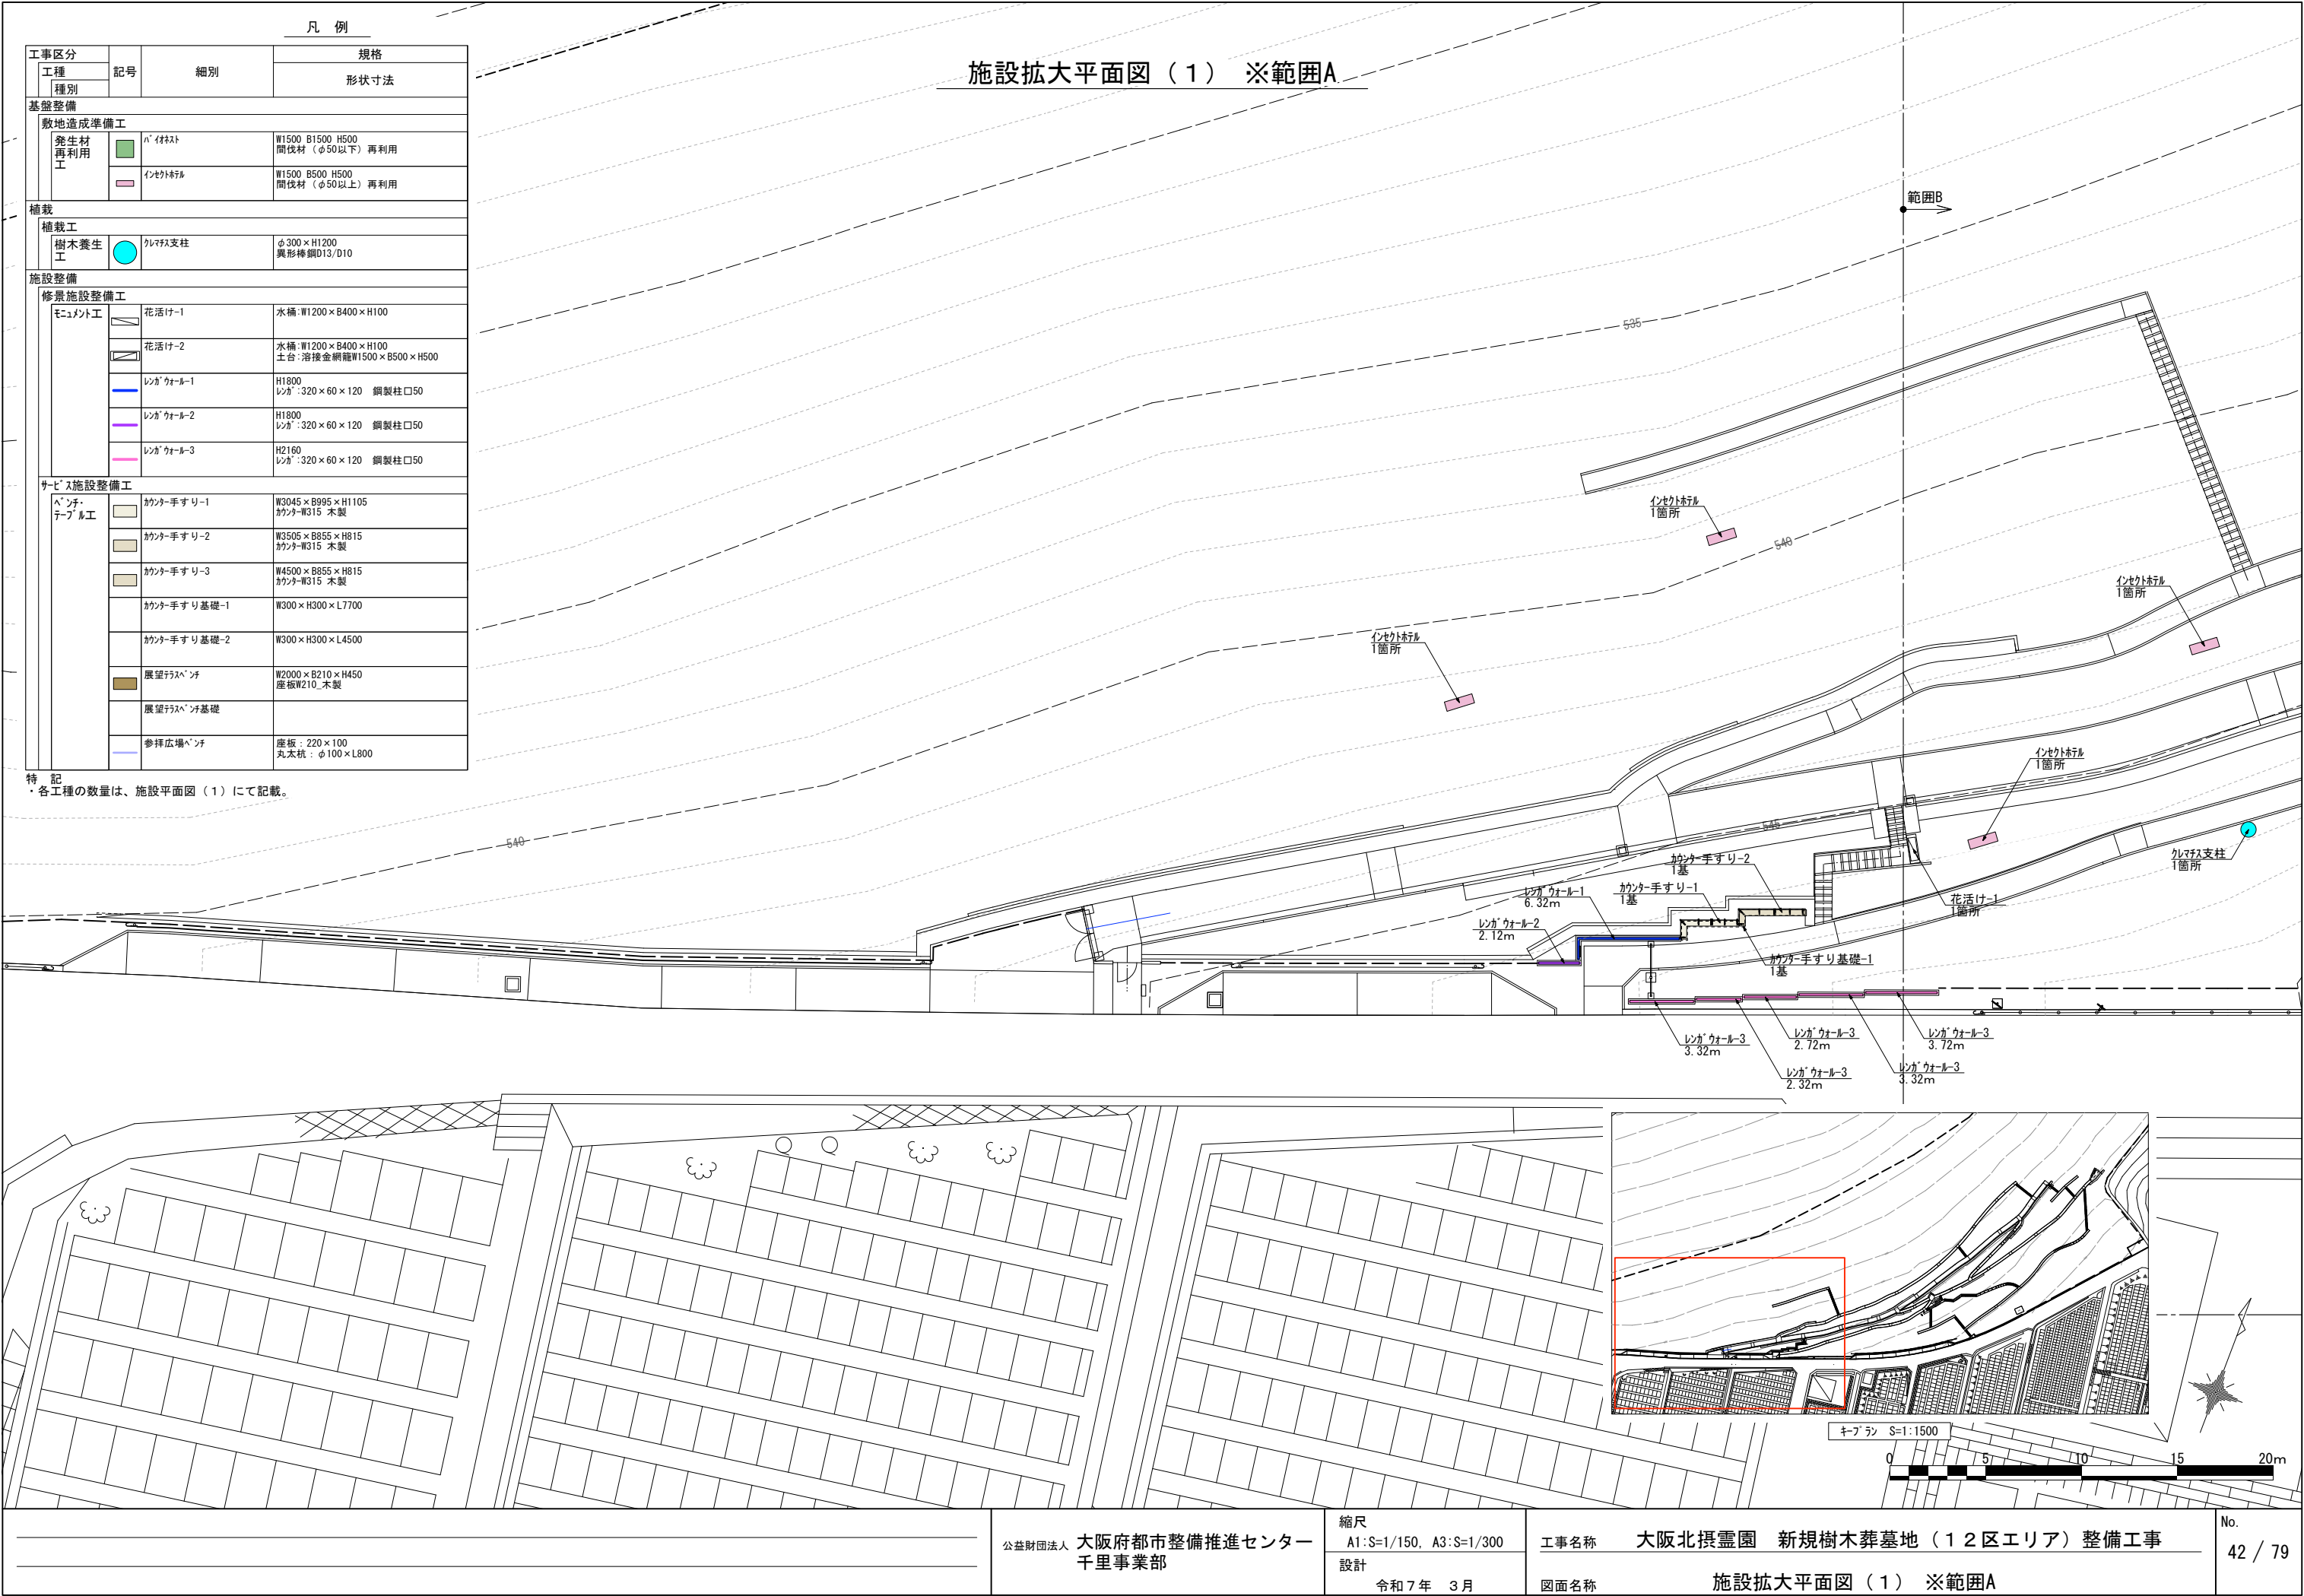 凡 例
工事区分 記号 細別 規格
工種 形状寸法
種別
基盤整備
敷地造成準備工
発生材再利用工 バイオネスト W1500 B1500 H500
間伐材（φ50以下）再利用
インセクトホテル W1500 B500 H500
間伐材（φ50以上）再利用
植栽
植栽工
樹木養生工 クレマチス支柱 φ300×H1200
異形棒鋼D13/D10
施設整備
修景施設整備工
モニュメント工 花活け-1 水桶:W1200×B400×H100
花活け-2 水桶:W1200×B400×H100
土台:溶接金網籠W1500×B500×H500
レンガウォール-1 H1800
レンガ:320×60×120 鋼製柱口50
レンガウォール-2 H1800
レンガ:320×60×120 鋼製柱口50
レンガウォール-3 H2160
レンガ:320×60×120 鋼製柱口50
サービス施設整備工
ベンチ・テーブル工 カウンター手すり-1 W3045×B995×H1105
カウンターW315 木製
カウンター手すり-2 W3505×B855×H815
カウンターW315 木製
カウンター手すり-3 W4500×B855×H815
カウンターW315 木製
カウンター手すり基礎-1 W300×H300×L7700
カウンター手すり基礎-2 W300×H300×L4500
展望テラスベンチ W2000×B210×H450
座板W210_木製
展望テラスベンチ基礎
参拝広場ベンチ 座板：220×100
丸太杭：φ100×L800
特 記
・各工種の数量は、施設平面図（１）にて記載。
施設拡大平面図（１） ※範囲A
範囲B
535
インセクトホテル
1箇所
540
インセクトホテル
1箇所
インセクトホテル
1箇所
インセクトホテル
1箇所
540
545
クレマチス支柱
1箇所
カウンター手すり-2
1基
カウンター手すり-1
1基
レンガウォール-1
6.32m
花活け-1
1箇所
レンガウォール-2
2.12m
カウンター手すり基礎-1
1基
レンガウォール-3
3.32m
レンガウォール-3
2.72m
レンガウォール-3
3.72m
レンガウォール-3
2.32m
レンガウォール-3
3.32m
キープラン S=1:1500
0 5 10 15 20m
公益財団法人 大阪府都市整備推進センター
千里事業部
縮尺
A1:S=1/150, A3:S=1/300
設計
令和７年 ３月
工事名称 大阪北摂霊園 新規樹木葬墓地（１２区エリア）整備工事
図面名称 施設拡大平面図（１） ※範囲A
No.
42 / 79